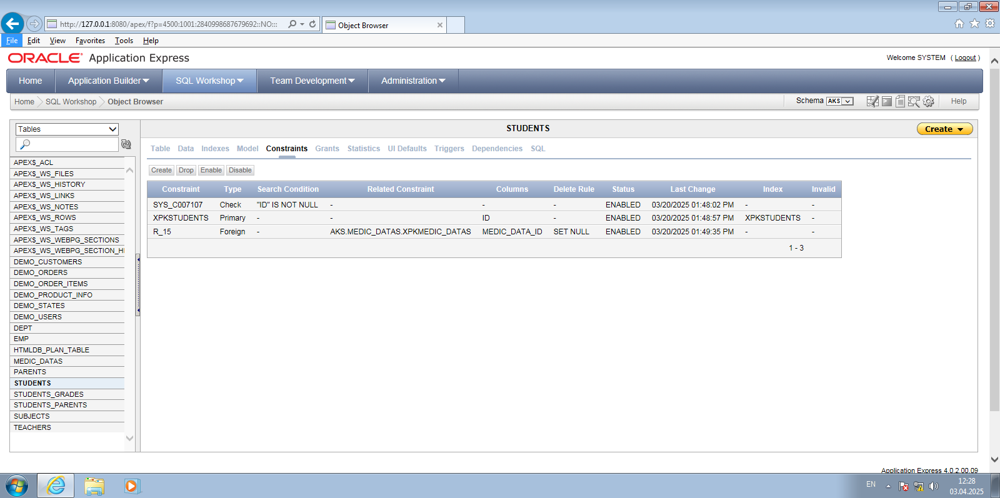 http://127.0.0.1:8080/apex/f?p=4500:1001:2840998687679692::NO:::
Object Browser
File Edit View Favorites Tools Help
ORACLE Application Express
Welcome SYSTEM ( Logout )
Home Application Builder SQL Workshop Team Development Administration
Home SQL Workshop Object Browser
Schema AKS Help
Tables
STUDENTS
Create
Table Data Indexes Model Constraints Grants Statistics UI Defaults Triggers Dependencies SQL
Create Drop Enable Disable
Constraint Type Search Condition Related Constraint Columns Delete Rule Status Last Change Index Invalid
SYS_C007107 Check "ID" IS NOT NULL - - - ENABLED 03/20/2025 01:48:02 PM - -
XPKSTUDENTS Primary - - ID - ENABLED 03/20/2025 01:48:57 PM XPKSTUDENTS -
R_15 Foreign - AKS.MEDIC_DATAS.XPKMEDIC_DATAS MEDIC_DATA_ID SET NULL ENABLED 03/20/2025 01:49:35 PM - -
1 - 3
APEX$_ACL
APEX$_WS_FILES
APEX$_WS_HISTORY
APEX$_WS_LINKS
APEX$_WS_NOTES
APEX$_WS_ROWS
APEX$_WS_TAGS
APEX$_WS_WEBPG_SECTIONS
APEX$_WS_WEBPG_SECTION_HI
DEMO_CUSTOMERS
DEMO_ORDERS
DEMO_ORDER_ITEMS
DEMO_PRODUCT_INFO
DEMO_STATES
DEMO_USERS
DEPT
EMP
HTMLDB_PLAN_TABLE
MEDIC_DATAS
PARENTS
STUDENTS
STUDENTS_GRADES
STUDENTS_PARENTS
SUBJECTS
TEACHERS
Application Express 4.0.2.00.09
EN
12:28
03.04.2025